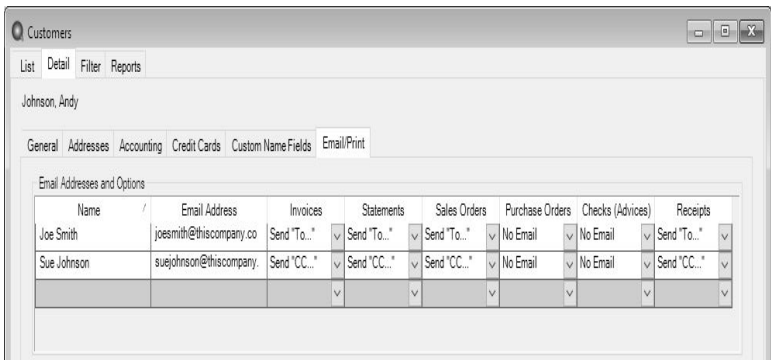 Customers
List Detail Filter Reports
Johnson, Andy
General Addresses Accounting Credit Cards Custom Name Fields Email/Print
Email Addresses and Options
Name Email Address Invoices Statements Sales Orders Purchase Orders Checks (Advices) Receipts
Joe Smith joesmith@thiscompany.co Send "To..." Send "To..." Send "To..." No Email No Email Send "To..."
Sue Johnson suejohnson@thiscompany. Send "CC..." Send "CC..." Send "CC..." No Email No Email Send "CC..."